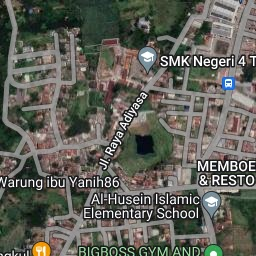 SMK Negeri 4 T
Jl. Raya Adiyasa
MEMBOE
& RESTO
Warung ibu Yanih86
Al-Husein Islamic
Elementary School
ngkul
BIGBOSS GYM AND